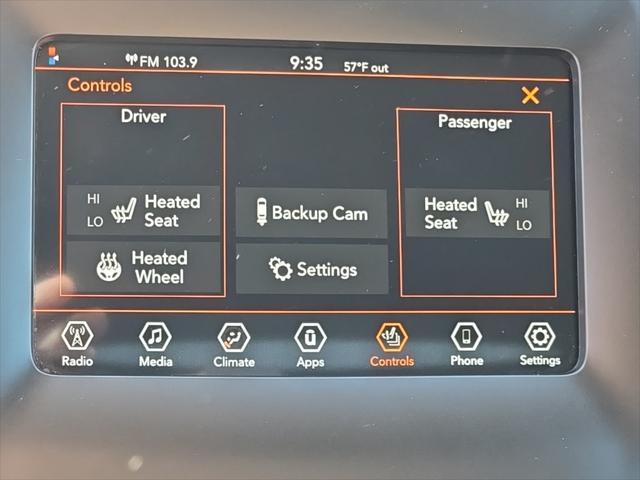 FM 103.9 9:35 57°F out
Controls
Driver
Passenger
HI
LO
Heated
Seat
Backup Cam
Heated
Seat
HI
LO
Heated
Wheel
Settings
Radio Media Climate Apps Controls Phone Settings